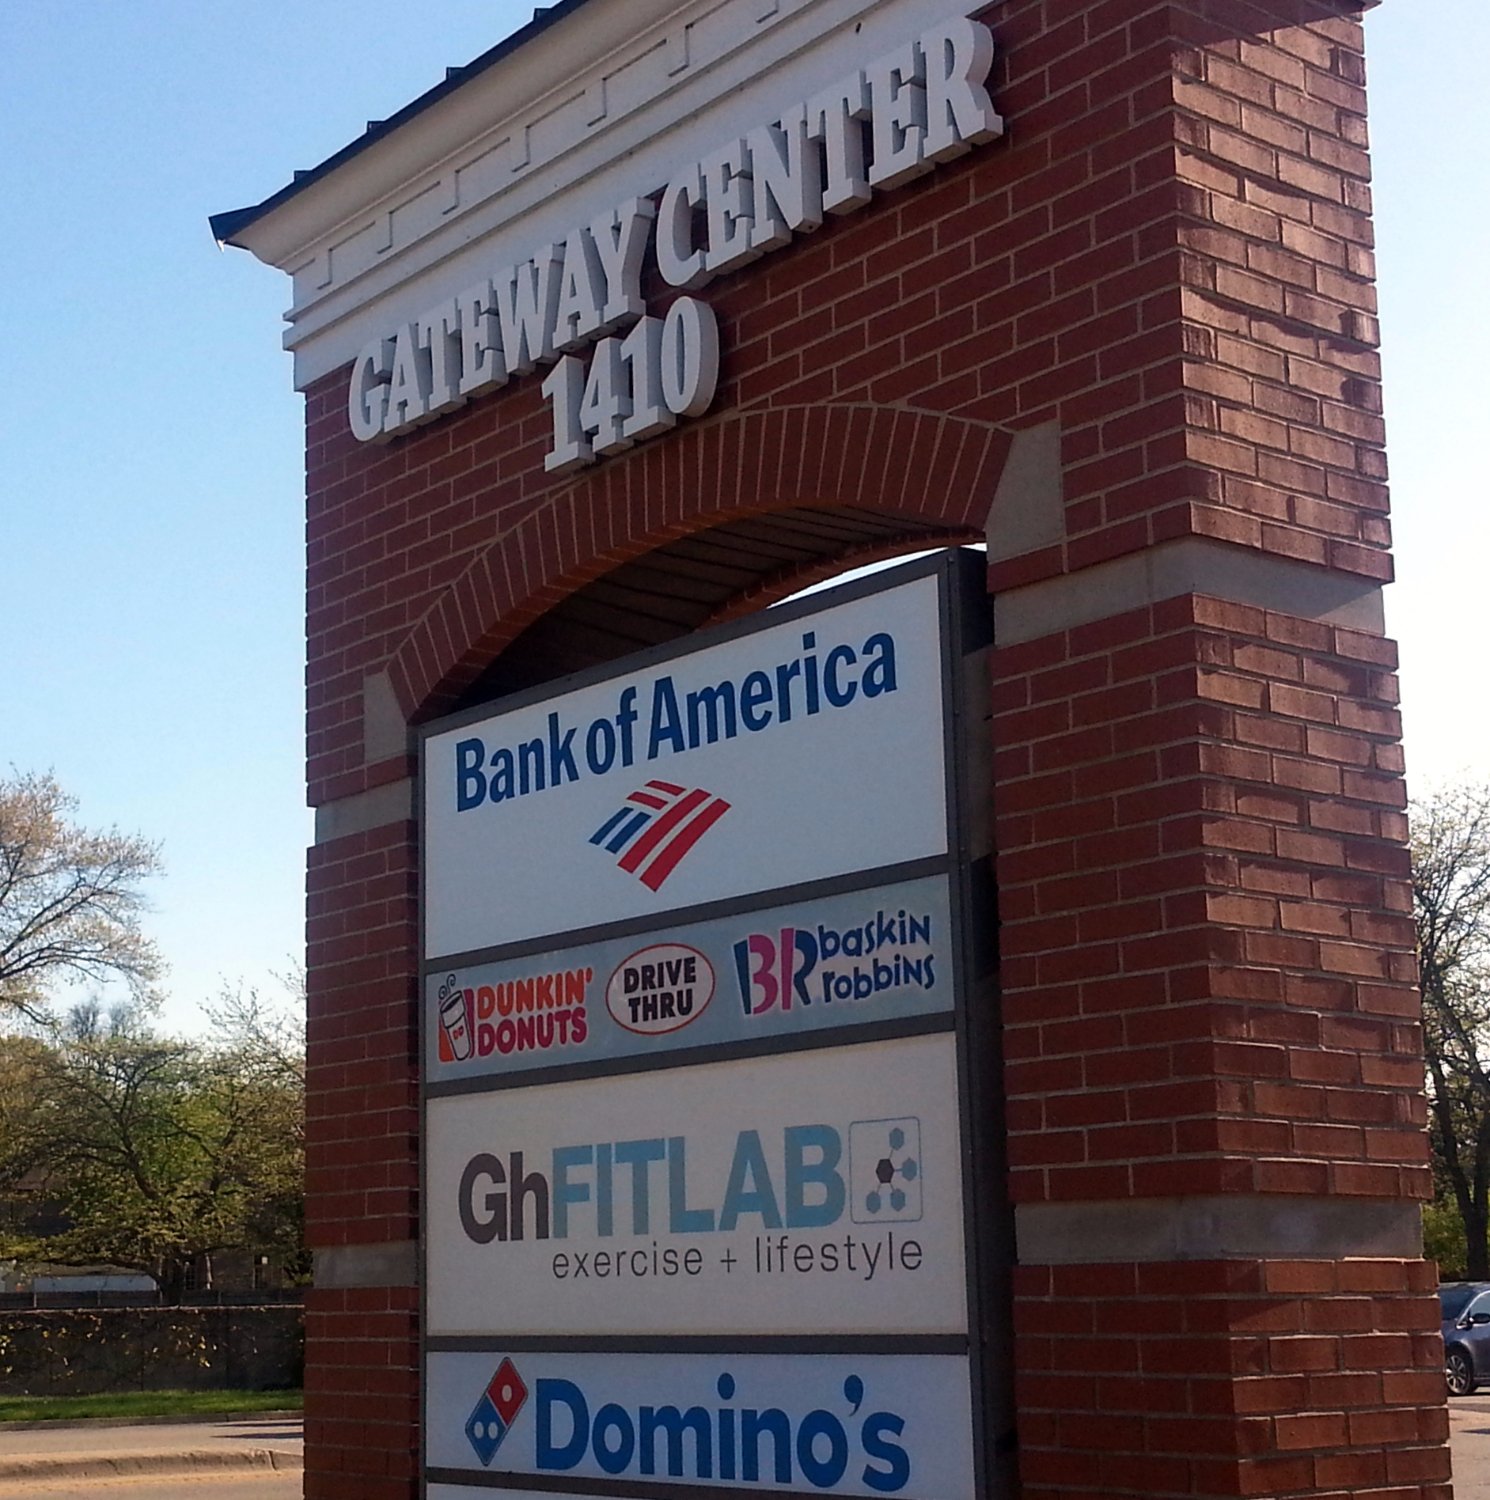 GATEWAY CENTER
1410
Bank of America
DUNKIN'
DONUTS
DRIVE
THRU
BR
baskin
robbins
GhFITLAB
exercise + lifestyle
Domino's